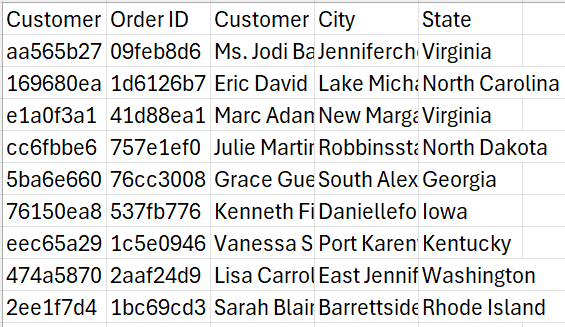 Customer Order ID Customer City State
aa565b27 09feb8d6 Ms. Jodi Ba Jenniferch Virginia
169680ea 1d6126b7 Eric David Lake Micha North Carolina
e1a0f3a1 41d88ea1 Marc Adam New Marga Virginia
cc6fbbe6 757e1ef0 Julie Martin Robbinssta North Dakota
5ba6e660 76cc3008 Grace Gue South Alex Georgia
76150ea8 537fb776 Kenneth Fi Daniellefo Iowa
eec65a29 1c5e0946 Vanessa S Port Karen Kentucky
474a5870 2aaf24d9 Lisa Carrol East Jennif Washington
2ee1f7d4 1bc69cd3 Sarah Blair Barrettside Rhode Island